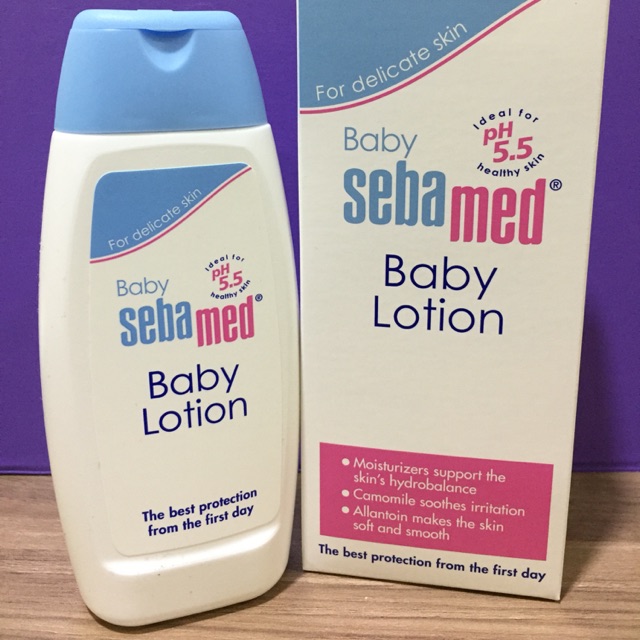 For delicate skin
Baby
Ideal for
pH
5.5
healthy skin
sebamed®
Baby
Lotion
The best protection
from the first day
For delicate skin
Baby
Ideal for
pH
5.5
healthy skin
sebamed®
Baby
Lotion
• Moisturizers support the
skin's hydrobalance
• Camomile soothes irritation
• Allantoin makes the skin
soft and smooth
The best protection from the first day